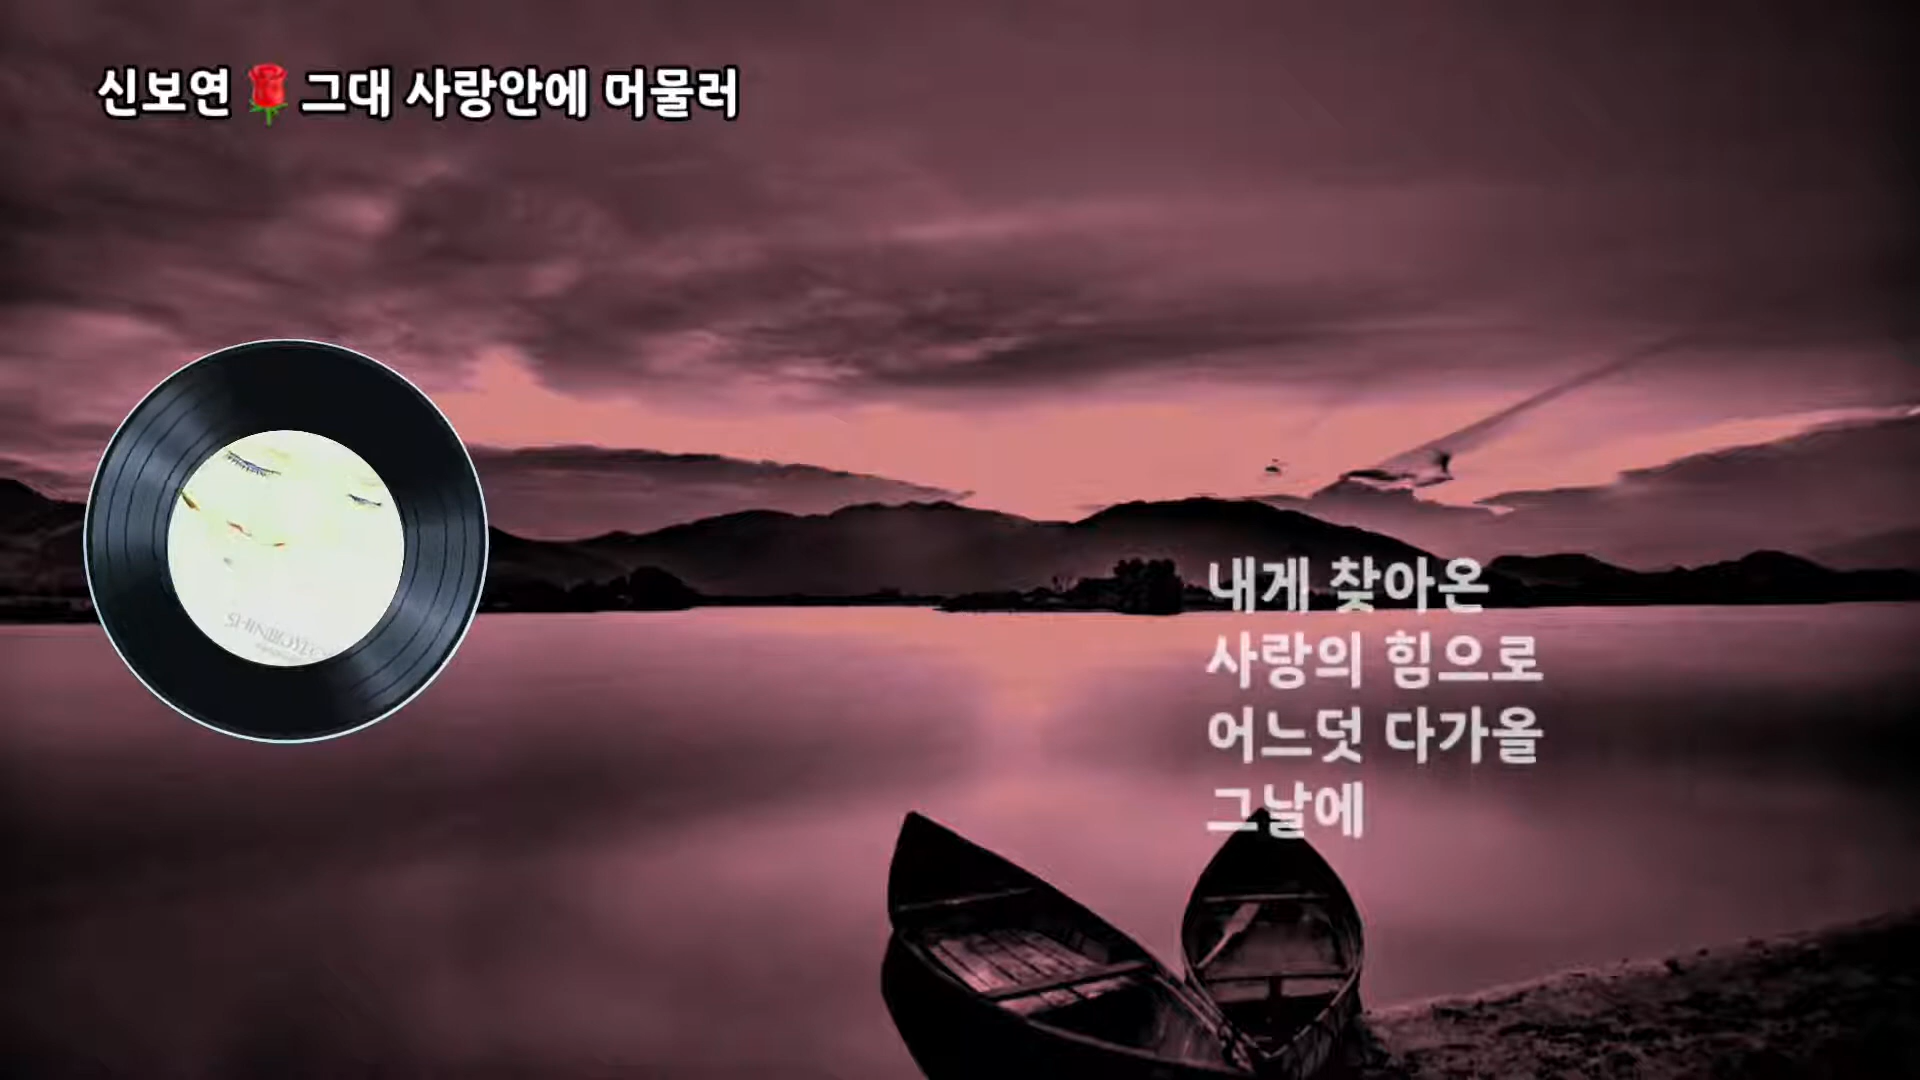 신보연🌹그대 사랑안에 머물러
내게 찾아온
사랑의 힘으로
어느덧 다가올
그날에